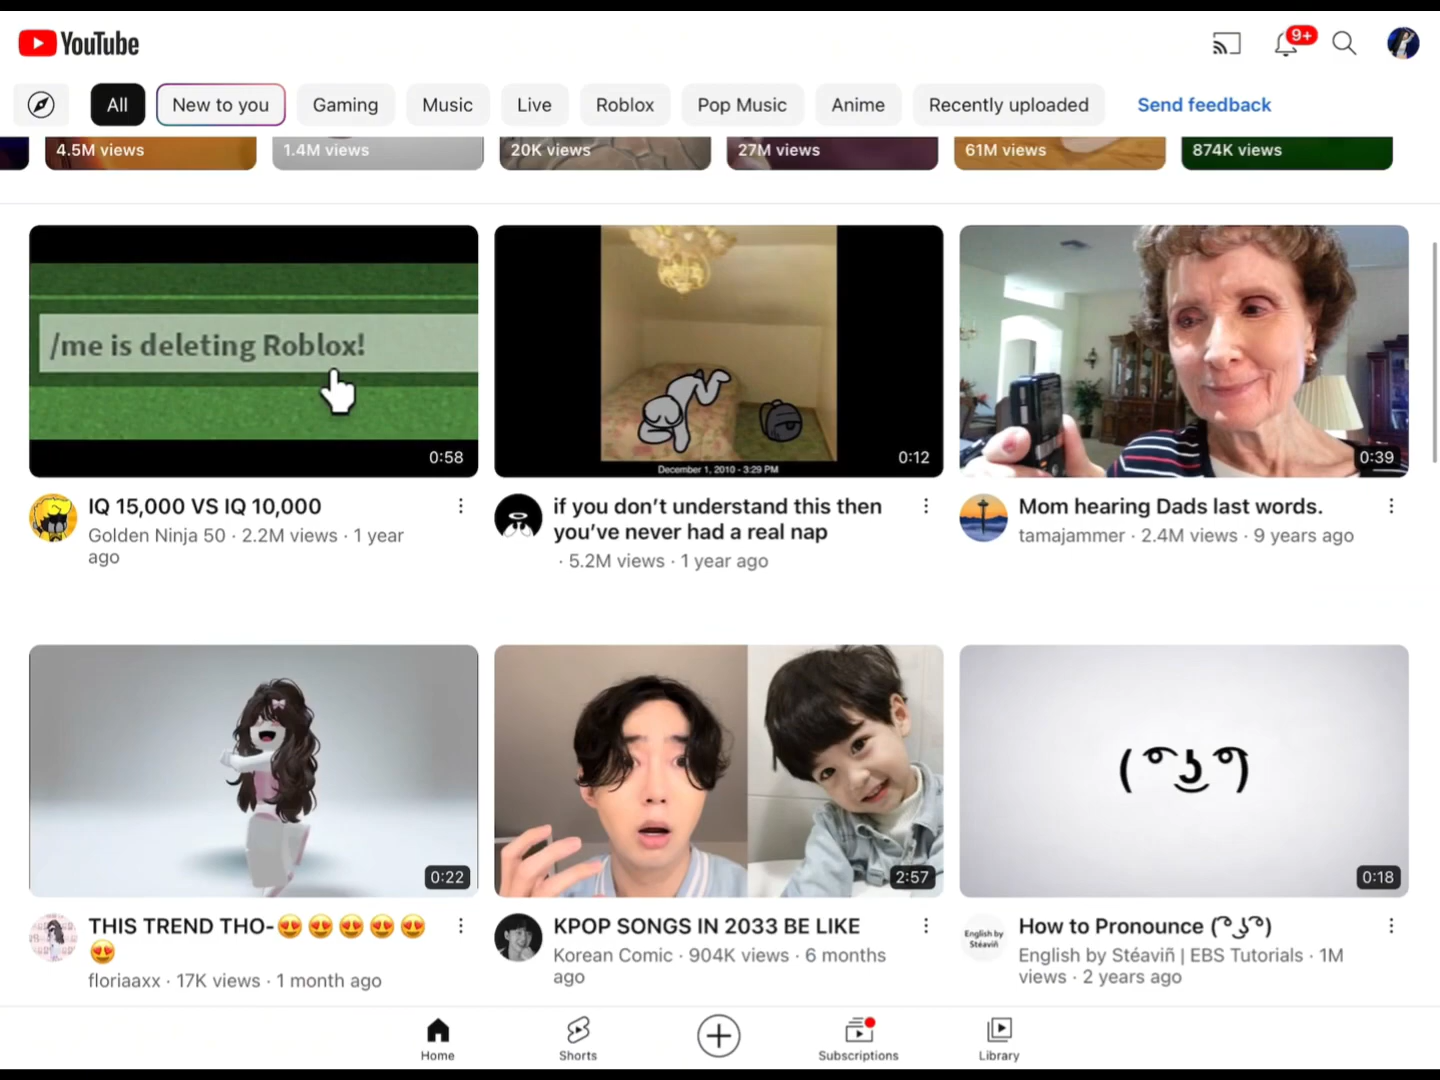 YouTube
9+
All
New to you
Gaming
Music
Live
Roblox
Pop Music
Anime
Recently uploaded
Send feedback
4.5M views
1.4M views
20K views
27M views
61M views
874K views
/me is deleting Roblox!
0:58
December 1, 2010 - 3:29 PM
0:12
0:39
IQ 15,000 VS IQ 10,000
Golden Ninja 50 · 2.2M views · 1 year
ago
if you don’t understand this then
you’ve never had a real nap
· 5.2M views · 1 year ago
Mom hearing Dads last words.
tamajammer · 2.4M views · 9 years ago
0:22
2:57
( ͡° ͜ʖ ͡°)
0:18
THIS TREND THO-😍 😍 😍 😍 😍
😍
floriaxx · 17K views · 1 month ago
KPOP SONGS IN 2033 BE LIKE
Korean Comic · 904K views · 6 months
ago
English by
Stéaviñ
How to Pronounce ( ͡° ͜ʖ ͡°)
English by Stéaviñ | EBS Tutorials · 1M
views · 2 years ago
Home
Shorts
Subscriptions
Library